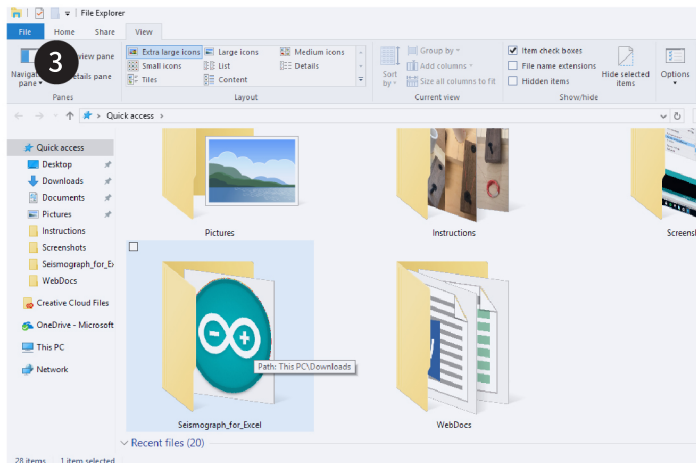 File Explorer
File Home Share View
3
Navigation pane
Details pane
Extra large icons Large icons Medium icons
Small icons List Details
Tiles Content
Sort by
Group by
Add columns
Size all columns to fit
Item check boxes
File name extensions
Hidden items
Hide selected items
Options
Panes Layout Current view Show/hide
Quick access
Quick access
Desktop
Downloads
Documents
Pictures
Instructions
Screenshots
Seismograph_for_E
WebDocs
Creative Cloud Files
OneDrive - Microsoft
This PC
Network
Pictures
Instructions
Screens
Path: This PC\Downloads
Seismograph_for_Excel
WebDocs
Recent files (20)
28 items 1 item selected